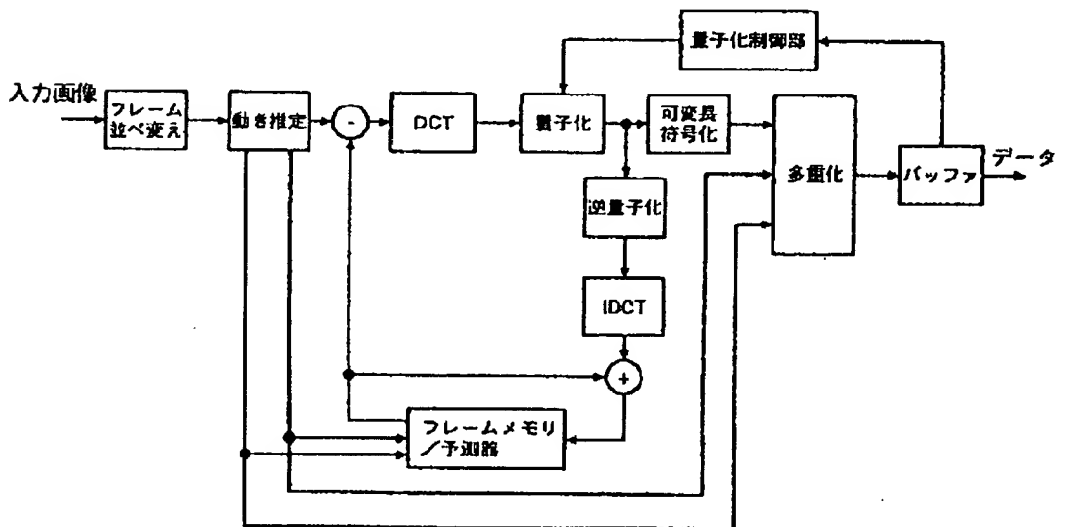 量子化制御部
入力画像
フレーム
並べ変え
動き推定
-
DCT
量子化
可変長
符号化
多重化
バッファ
データ
逆量子化
IDCT
+
フレームメモリ
/予測器